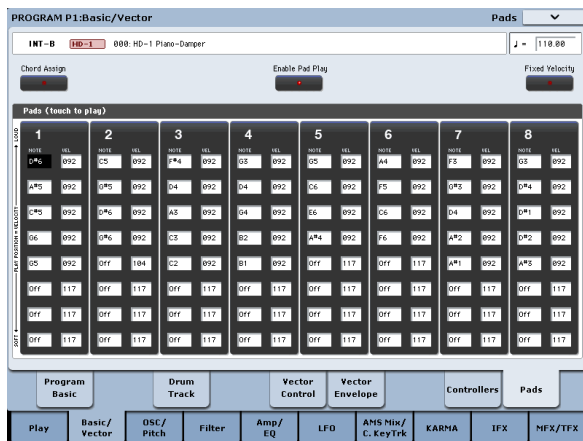 PROGRAM P1:Basic/Vector Pads
INT-B HD-1 000: HD-1 Piano-Damper ♩ = 110.00
Chord Assign Enable Pad Play Fixed Velocity
Pads (touch to play)
LOUD
PLAY POSITION = VELOCITY
SOFT
1 2 3 4 5 6 7 8
NOTE VEL NOTE VEL NOTE VEL NOTE VEL NOTE VEL NOTE VEL NOTE VEL NOTE VEL
D#6 092 C5 092 F#4 092 G3 092 G5 092 A4 092 F3 092 G3 092
A#5 092 G#5 092 D4 092 D4 092 C6 092 F5 092 G#3 092 D#4 092
C#5 092 D#6 092 A3 092 G4 092 E6 092 C6 092 D4 092 D#1 092
G6 092 G#6 092 C3 092 B2 092 A#4 092 F6 092 A#2 092 D#2 092
G5 092 Off 104 C2 092 B1 092 Off 117 Off 117 A#1 092 A#3 092
Off 117 Off 117 Off 117 Off 117 Off 117 Off 117 Off 117 Off 117
Off 117 Off 117 Off 117 Off 117 Off 117 Off 117 Off 117 Off 117
Off 117 Off 117 Off 117 Off 117 Off 117 Off 117 Off 117 Off 117
Program Basic Drum Track Vector Control Vector Envelope Controllers Pads
Play Basic/ Vector OSC/ Pitch Filter Amp/ EQ LFO AMS Mix/ C. KeyTrk KARMA IFX MFX/TFX